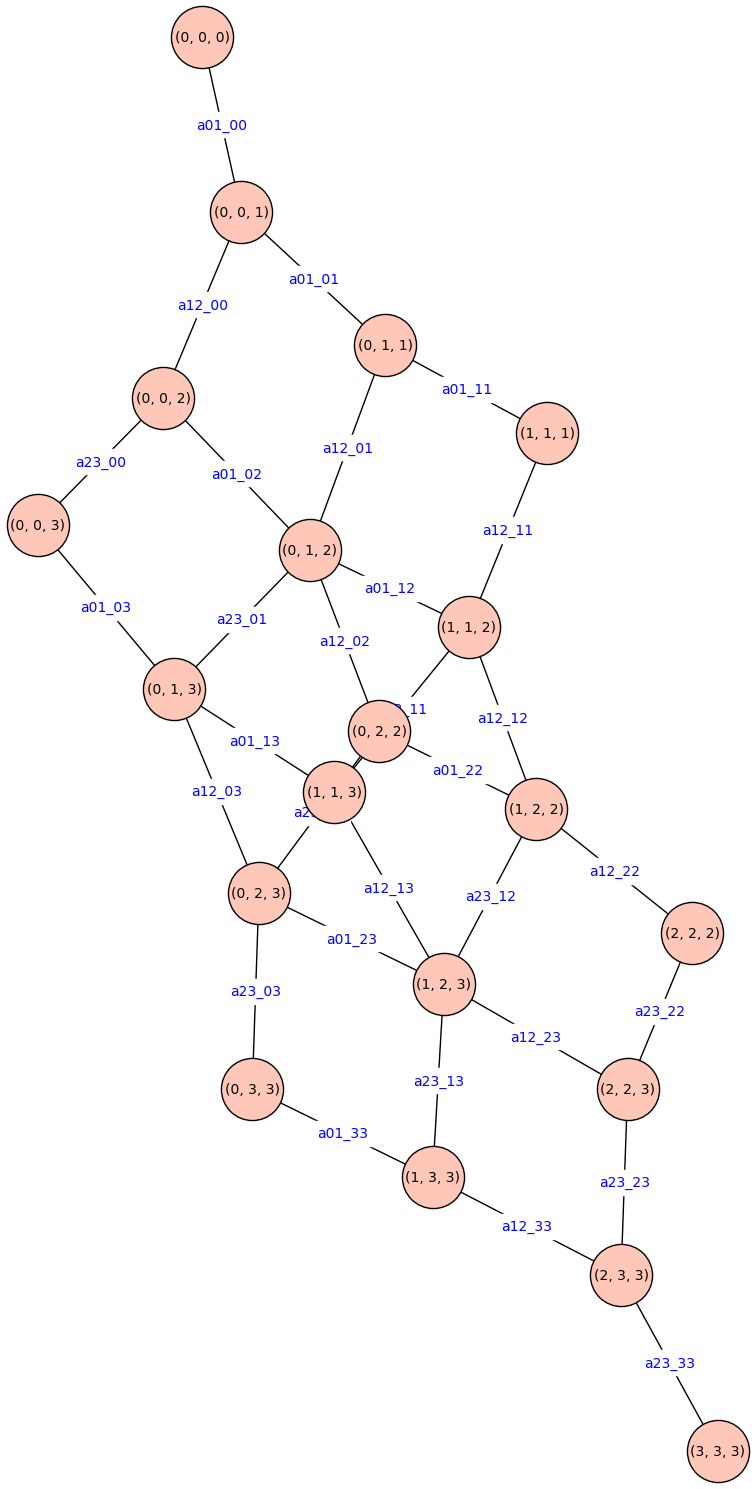 (0, 0, 0)
a01_00
(0, 0, 1)
a01_01
a12_00
(0, 1, 1)
a01_11
(0, 0, 2)
(1, 1, 1)
a12_01
a23_00
a01_02
(0, 0, 3)
a12_11
(0, 1, 2)
a01_12
a01_03
a23_01
(1, 1, 2)
a12_02
(0, 1, 3)
_11
a12_12
(0, 2, 2)
a01_13
a01_22
a12_03
(1, 1, 3)
(1, 2, 2)
a12_22
a12_13
(0, 2, 3)
a23_12
(2, 2, 2)
a01_23
(1, 2, 3)
a23_03
a23_22
a12_23
a23_13
(0, 3, 3)
(2, 2, 3)
a01_33
(1, 3, 3)
a23_23
a12_33
(2, 3, 3)
a23_33
(3, 3, 3)